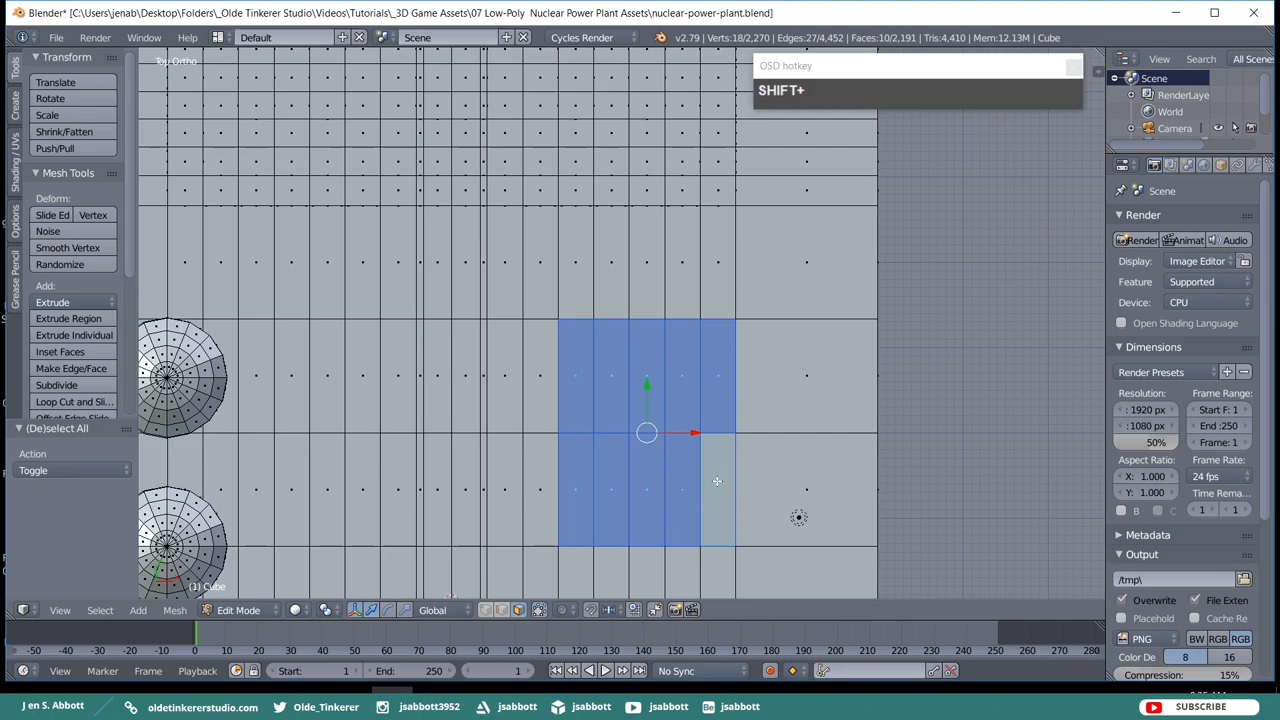 Blender* [C:\Users\jenab\Desktop\Folders\_Olde Tinkerer Studio\Videos\Tutorials\_3D Game Assets\07 Low-Poly  Nuclear Power Plant Assets\nuclear-power-plant.blend]
File Render Window Help Default Scene Cycles Render v2.79 | Verts:18/2,270 | Edges:27/4,452 | Faces:10/2,191 | Tris:4,410 | Mem:12.13M | Cube
View Search All Scenes
Transform
Top Ortho
OSD hotkey
SHIFT+
Scene
RenderLaye
World
Camera
Translate
Rotate
Scale
Shrink/Fatten
Push/Pull
Mesh Tools
Deform:
Slide Ed Vertex
Noise
Smooth Vertex
Randomize
Add:
Extrude
Extrude Region
Extrude Individual
Inset Faces
Make Edge/Face
Subdivide
Loop Cut and Sli...
Offset Edge Slide
(De)select All
Action
Toggle
Tools
Create
Shading / UVs
Options
Grease Pencil
Scene
Render
Render Animat Audio
Display: Image Editor
Feature Supported
Device: CPU
Open Shading Language
Dimensions
Render Presets
Resolution: Frame Range:
: 1920 px Start F: 1
: 1080 px End :250
50% Frame: 1
Aspect Ratio: Frame Rate:
X: 1.000 24 fps
Y: 1.000 Time Rema...
B C 1 1
Metadata
Output
/tmp\
Overwrite File Exten
Placehold Cache Re
PNG BW RGB RGB
Color De 8 16
Compression: 15%
(1) Cube
View Select Add Mesh Edit Mode Global
-50 -40 -30 -20 -10 0 10 20 30 40 50 60 70 80 90 100 110 120 130 140 150 160 170 180 190 200 210 220 230 240 250 260 270 280
View Marker Frame Playback Start: 1 End: 250 1 No Sync
J en S. Abbott oldetinkererstudio.com Olde_Tinkerer jsabbott3952 jsabbott jsabbott jsabbott jsabbott SUBSCRIBE